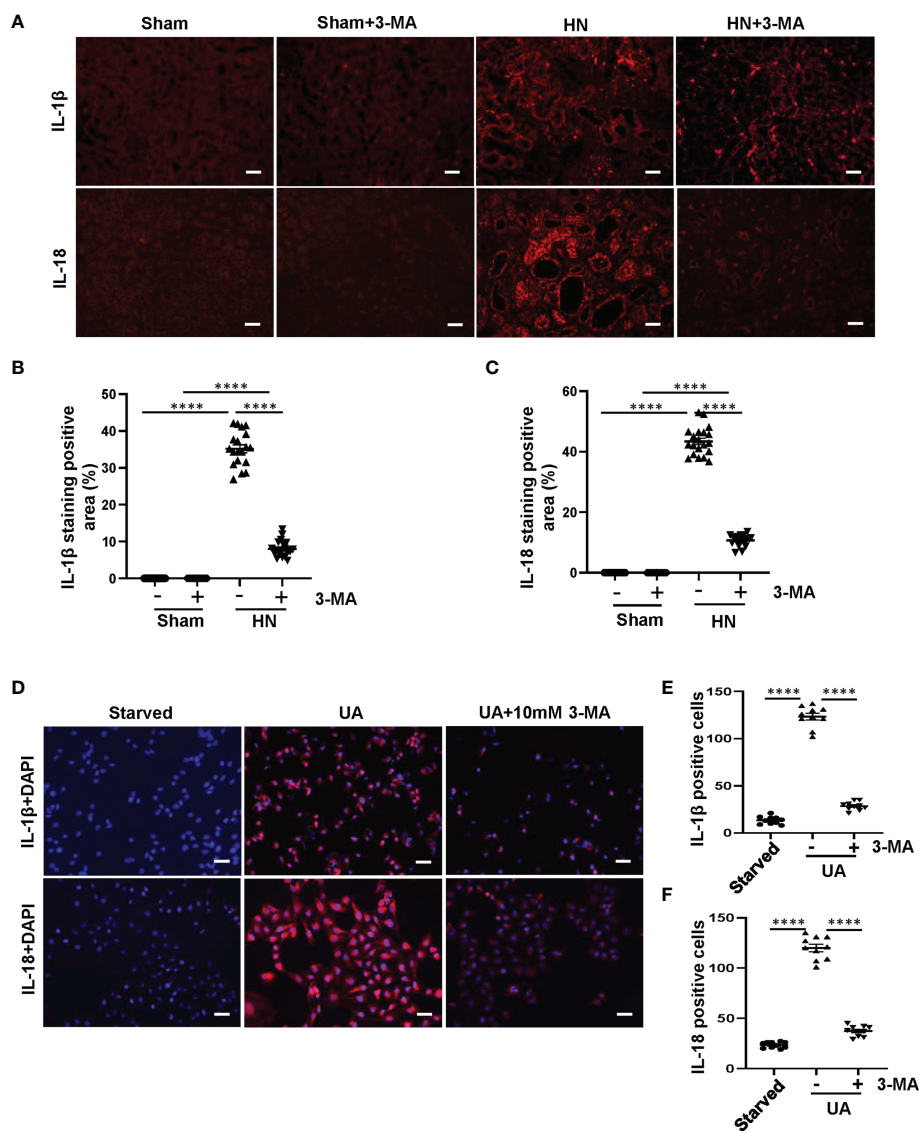 A
Sham Sham+3-MA HN HN+3-MA
IL-1β
IL-18
B
IL-1β staining positive
area (%)
50
40
30
20
10
0
**** 
**** ****
- + - + 3-MA
Sham HN
C
IL-18 staining positive
area (%)
60
40
20
0
****
**** ****
- + - + 3-MA
Sham HN
D
Starved UA UA+10mM 3-MA
IL-1β+DAPI
IL-18+DAPI
E
IL-1β positive cells
150
100
50
0
**** ****
Starved - + 3-MA
UA
F
IL-18 positive cells
150
100
50
0
**** ****
Starved - + 3-MA
UA